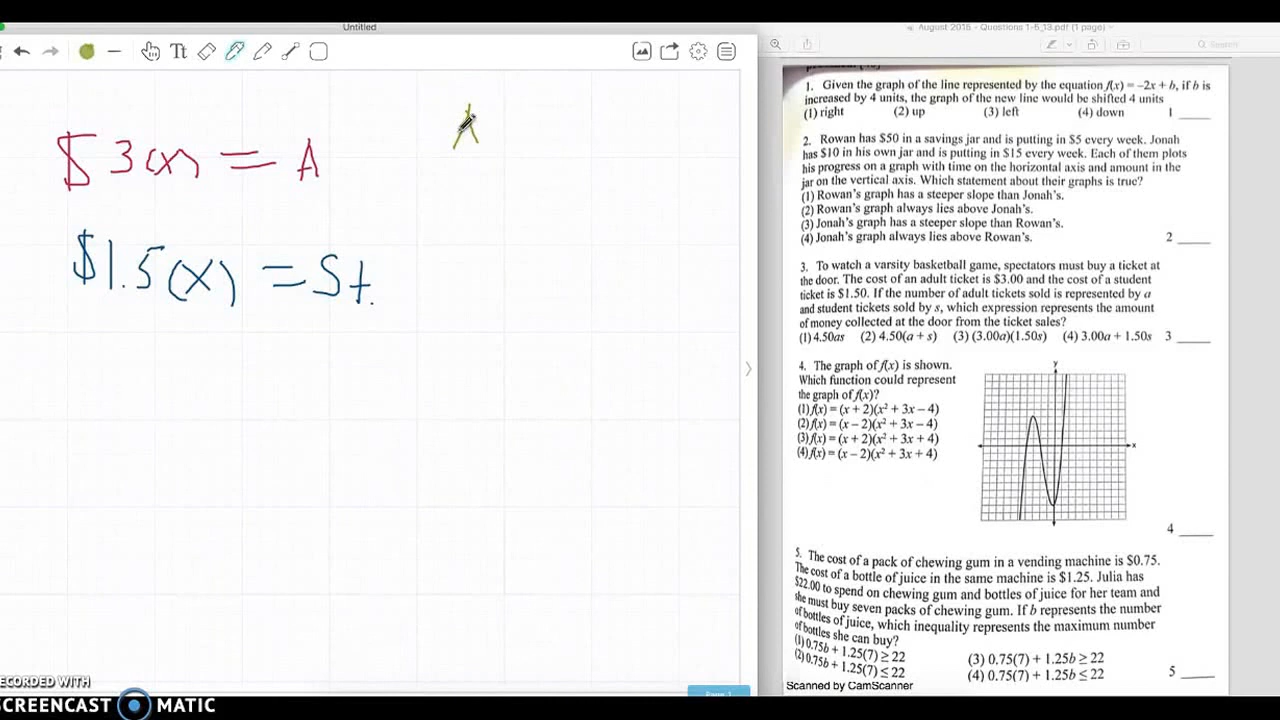 Untitled
Tt
$3(x) = A
$1.5(x) = St.
A
Page 1
RECORDED WITH
SCREENCAST MATIC
August 2015 - Questions 1-5_13.pdf (1 page)
Search
1. Given the graph of the line represented by the equation f(x) = –2x + b, if b is
increased by 4 units, the graph of the new line would be shifted 4 units
(1) right (2) up (3) left (4) down 1 ____
2. Rowan has $50 in a savings jar and is putting in $5 every week. Jonah
has $10 in his own jar and is putting in $15 every week. Each of them plots
his progress on a graph with time on the horizontal axis and amount in the
jar on the vertical axis. Which statement about their graphs is true?
(1) Rowan's graph has a steeper slope than Jonah's.
(2) Rowan's graph always lies above Jonah's.
(3) Jonah's graph has a steeper slope than Rowan's.
(4) Jonah's graph always lies above Rowan's. 2 ____
3. To watch a varsity basketball game, spectators must buy a ticket at
the door. The cost of an adult ticket is $3.00 and the cost of a student
ticket is $1.50. If the number of adult tickets sold is represented by a
and student tickets sold by s, which expression represents the amount
of money collected at the door from the ticket sales?
(1) 4.50as (2) 4.50(a + s) (3) (3.00a)(1.50s) (4) 3.00a + 1.50s 3 ____
4. The graph of f(x) is shown.
Which function could represent
the graph of f(x)?
(1) f(x) = (x + 2)(x² + 3x – 4)
(2) f(x) = (x – 2)(x² + 3x – 4)
(3) f(x) = (x + 2)(x² + 3x + 4)
(4) f(x) = (x – 2)(x² + 3x + 4)
y
x
4 ____
5. The cost of a pack of chewing gum in a vending machine is $0.75.
The cost of a bottle of juice in the same machine is $1.25. Julia has
$22.00 to spend on chewing gum and bottles of juice for her team and
she must buy seven packs of chewing gum. If b represents the number
of bottles of juice, which inequality represents the maximum number
of bottles she can buy?
(1) 0.75b + 1.25(7) ≥ 22 (3) 0.75(7) + 1.25b ≥ 22
(2) 0.75b + 1.25(7) ≤ 22 (4) 0.75(7) + 1.25b ≤ 22 5 ____
Scanned by CamScanner